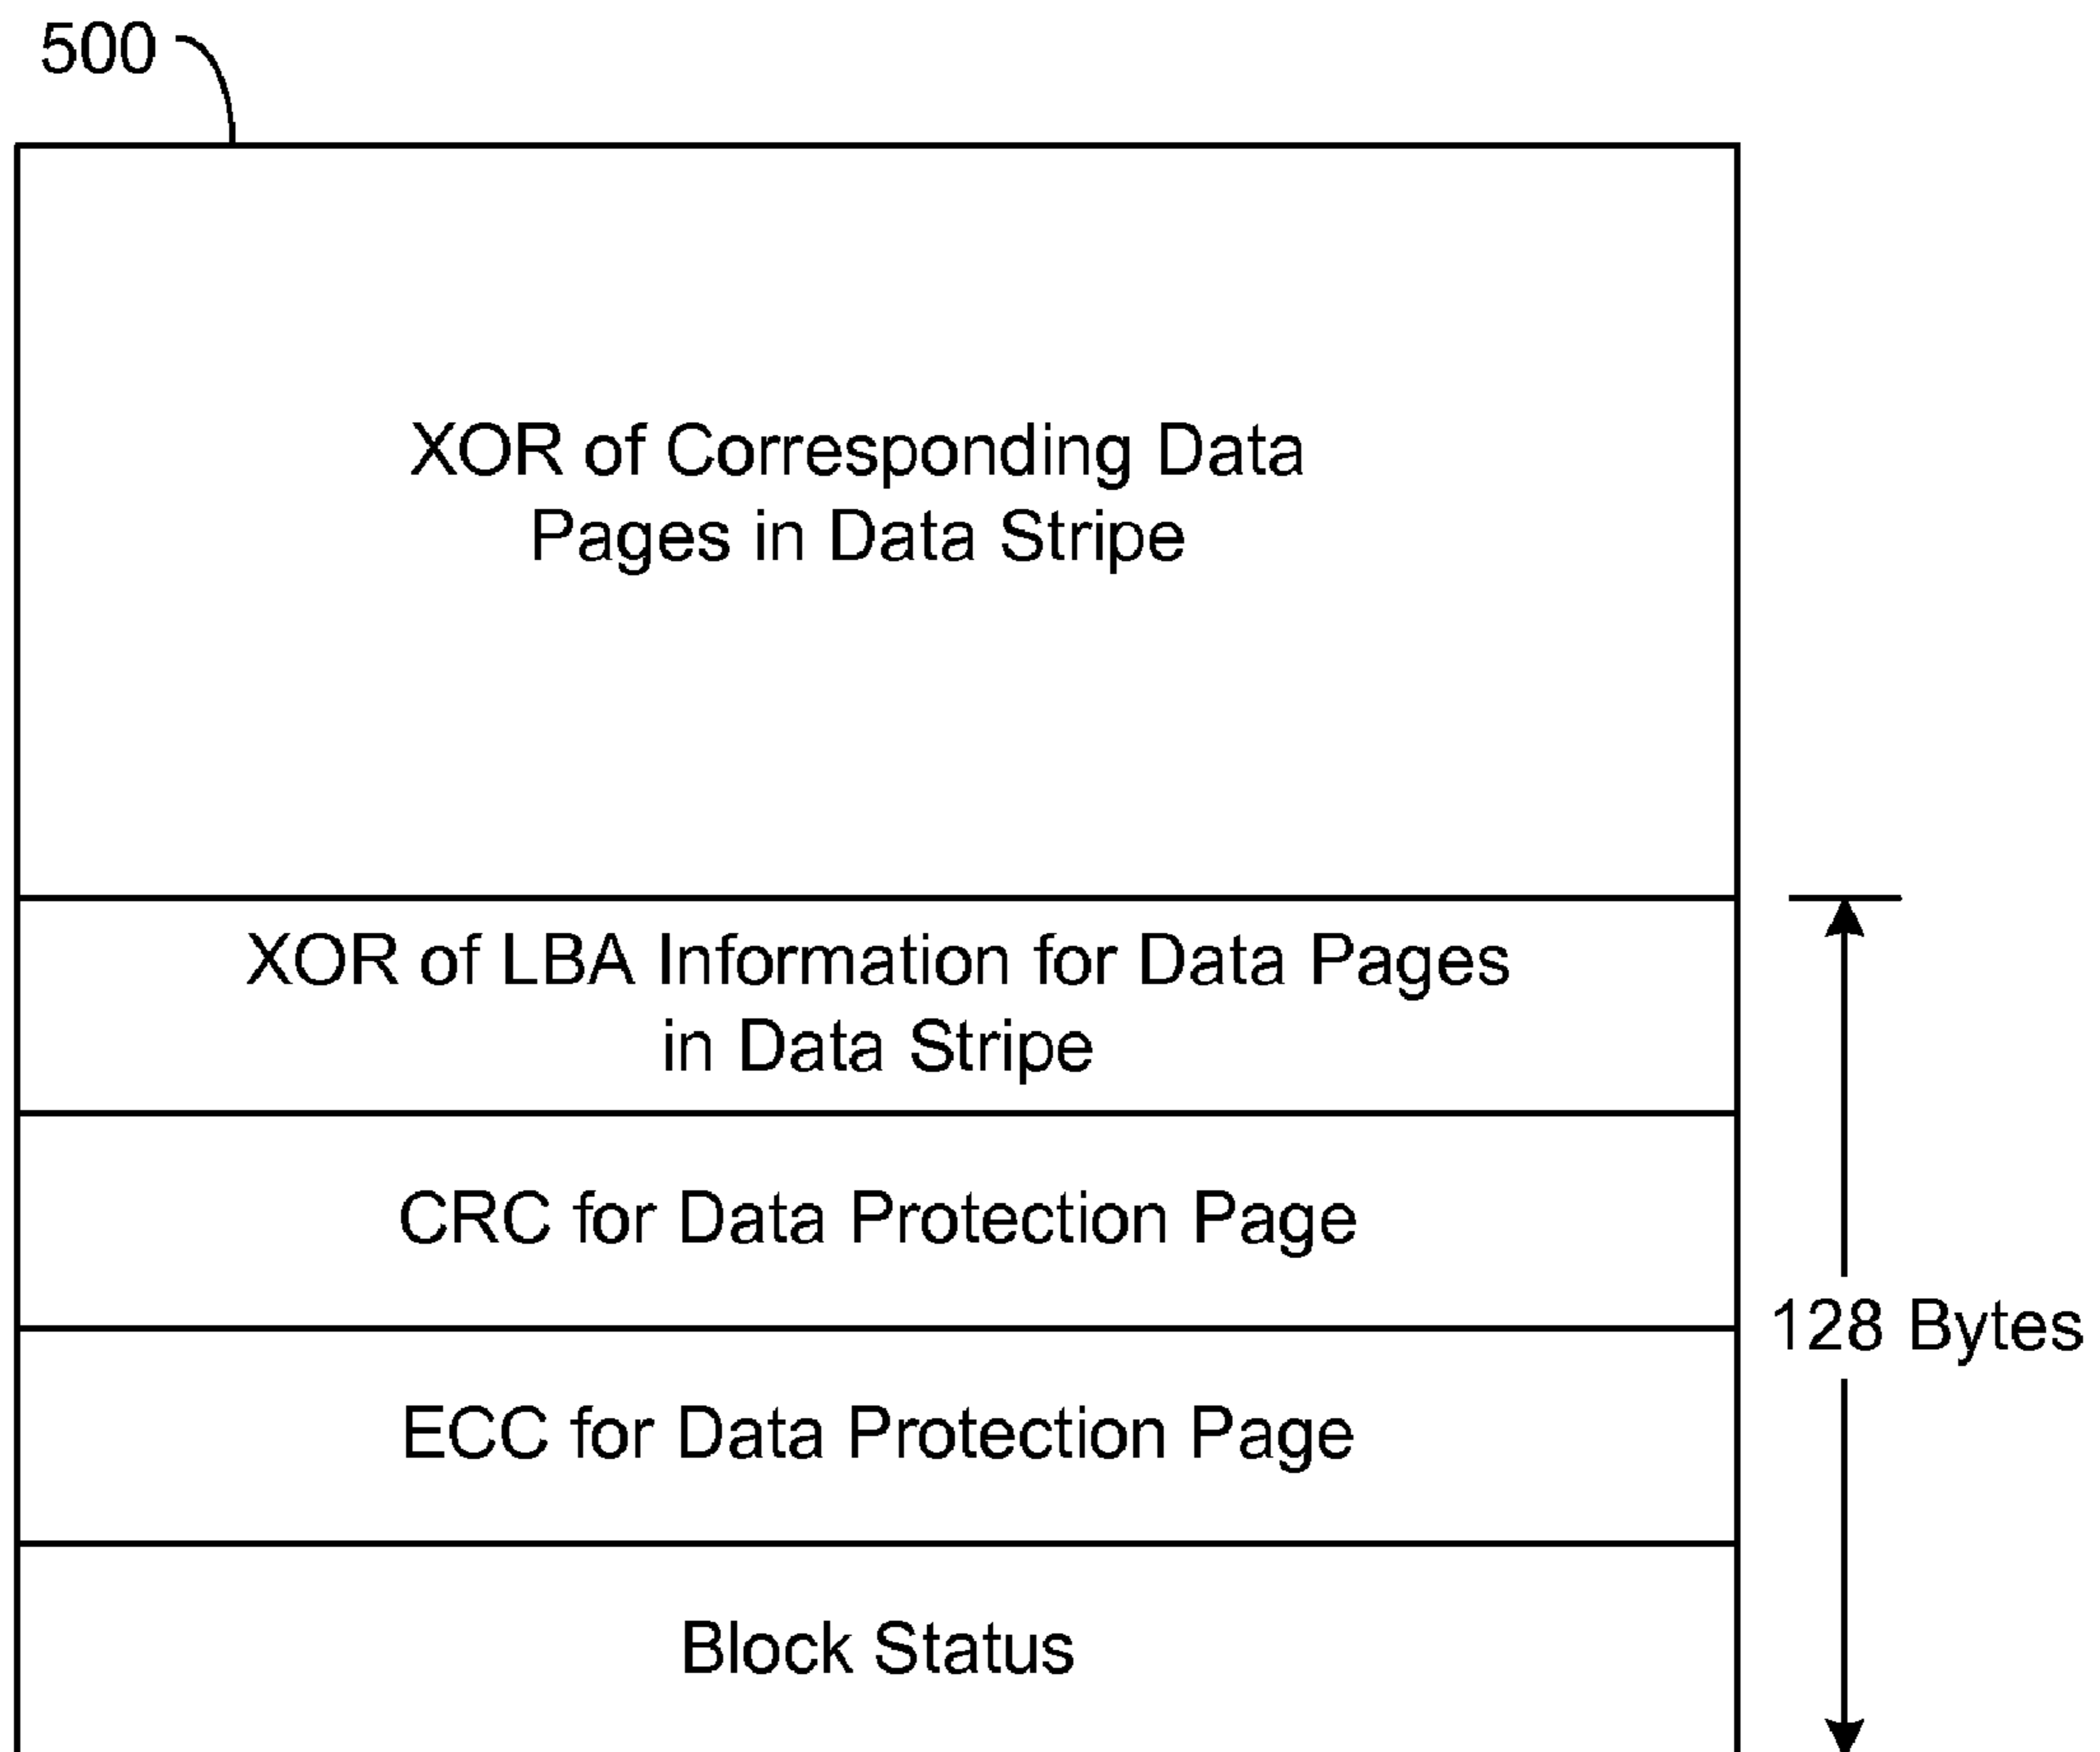 500
XOR of Corresponding Data
Pages in Data Stripe
XOR of LBA Information for Data Pages
in Data Stripe
CRC for Data Protection Page
128 Bytes
ECC for Data Protection Page
Block Status